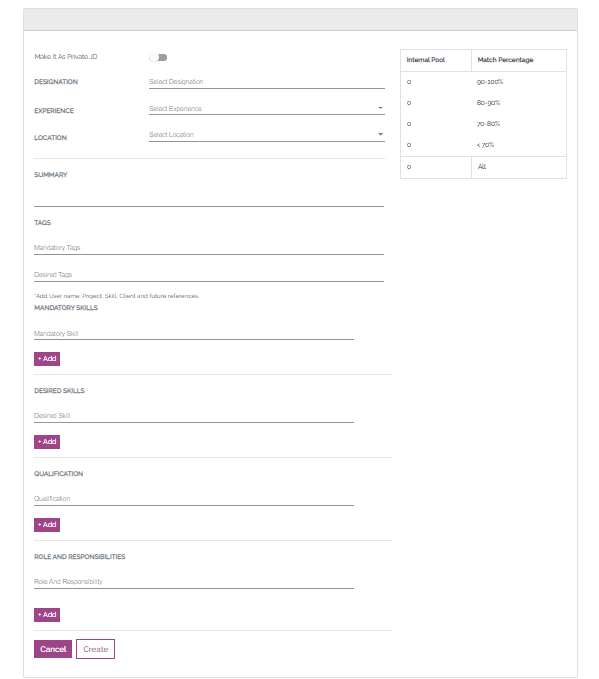 Make It As Private JD
DESIGNATION
Select Designation
EXPERIENCE
Select Experience
LOCATION
Select Location
SUMMARY
TAGS
Mandatory Tags
Desired Tags
*Add User name, Project, Skill, Client and future references.
MANDATORY SKILLS
Mandatory Skill
+ Add
DESIRED SKILLS
Desired Skill
+ Add
QUALIFICATION
Qualification
+ Add
ROLE AND RESPONSIBILITIES
Role And Responsibility
+ Add
Cancel Create
Internal Pool Match Percentage
0 90-100%
0 80-90%
0 70-80%
0 < 70%
0 All